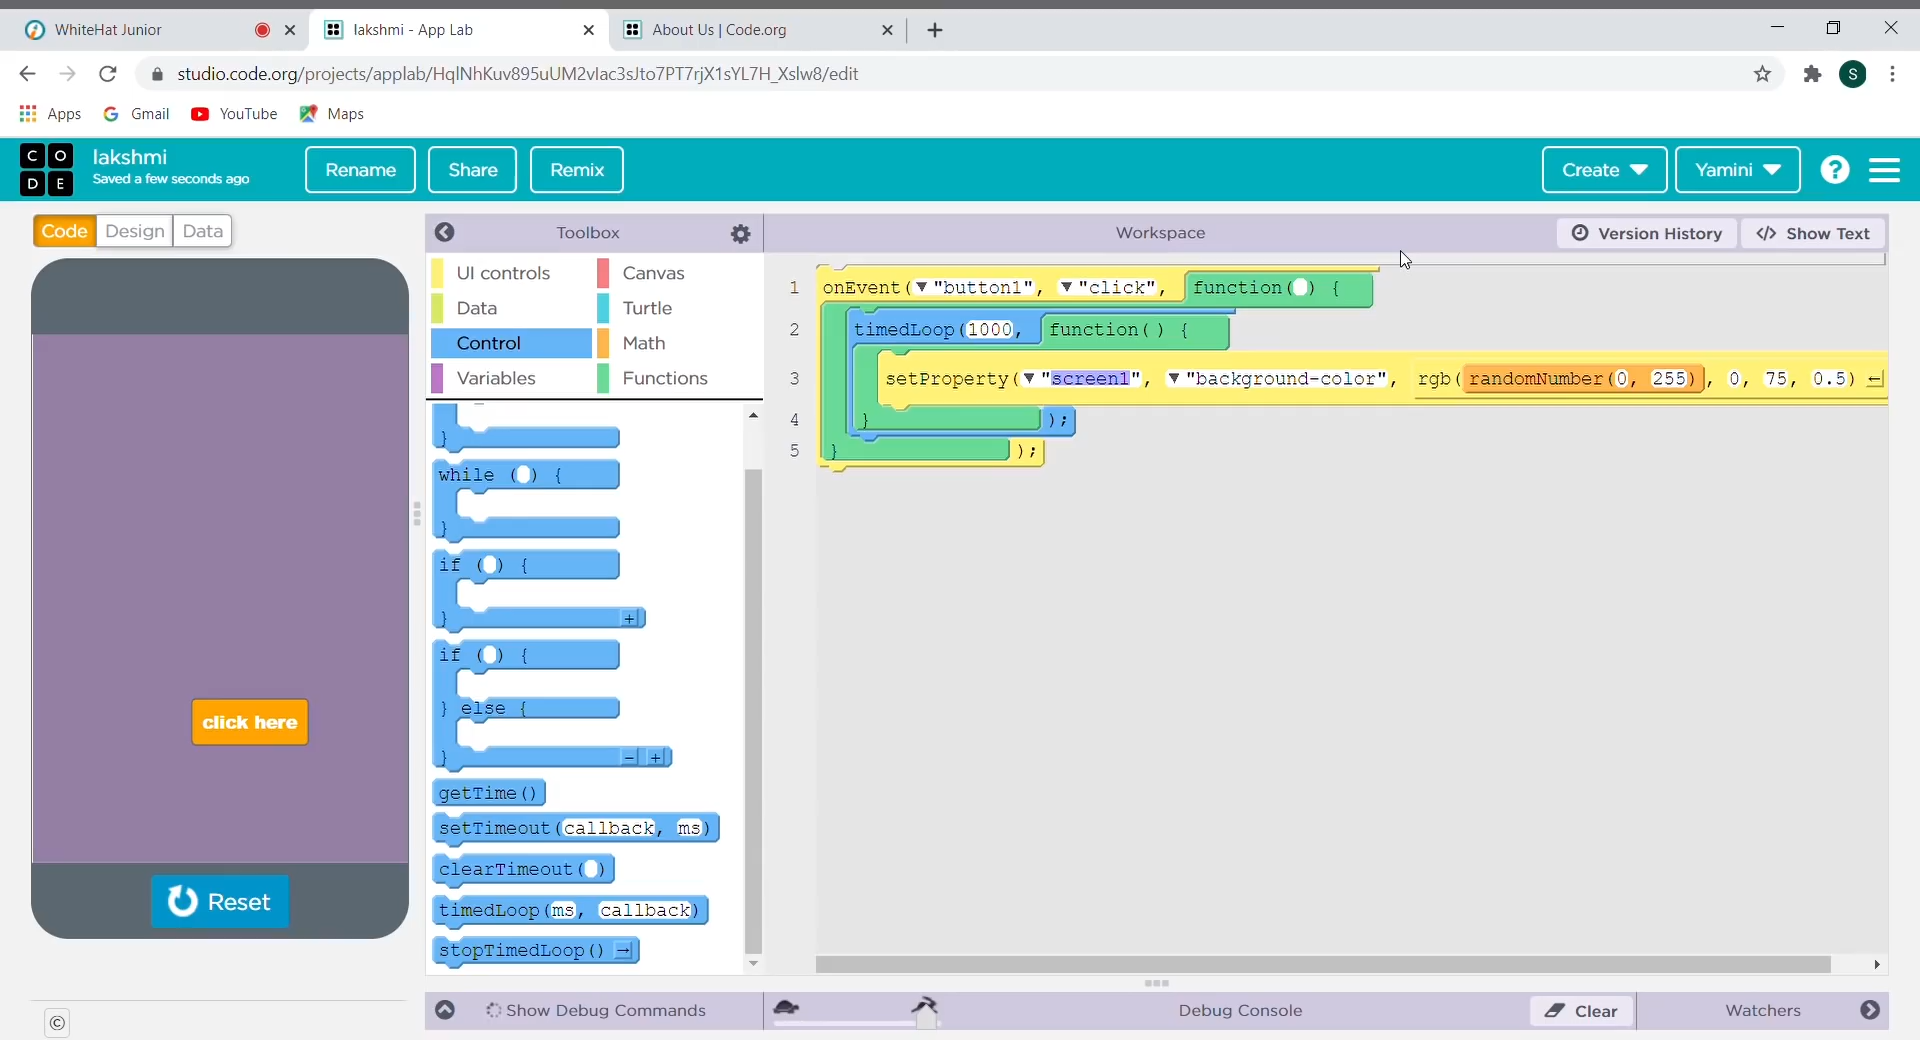 WhiteHat Junior
lakshmi - App Lab
About Us | Code.org
studio.code.org/projects/applab/HqlNhKuv895uUM2vIac3sJto7PT7rjX1sYL7H_Xslw8/edit
S
Apps
Gmail
YouTube
Maps
CO
DE
lakshmi
Saved a few seconds ago
Rename
Share
Remix
Create
Yamini
?
Code
Design
Data
Toolbox
Workspace
Version History
</> Show Text
UI controls
Canvas
Data
Turtle
Control
Math
Variables
Functions
}
while () {
}
if () {
} +
if () {
} else {
} - +
getTime()
setTimeout(callback, ms)
clearTimeout()
timedLoop(ms, callback)
stopTimedLoop() →
1 onEvent(▼"button1", ▼"click", function() {
2 timedLoop(1000, function() {
3 setProperty(▼"screen1", ▼"background-color", rgb(randomNumber(0, 255), 0, 75, 0.5) ←
4 } );
5 } );
click here
Reset
©
Show Debug Commands
Debug Console
Clear
Watchers